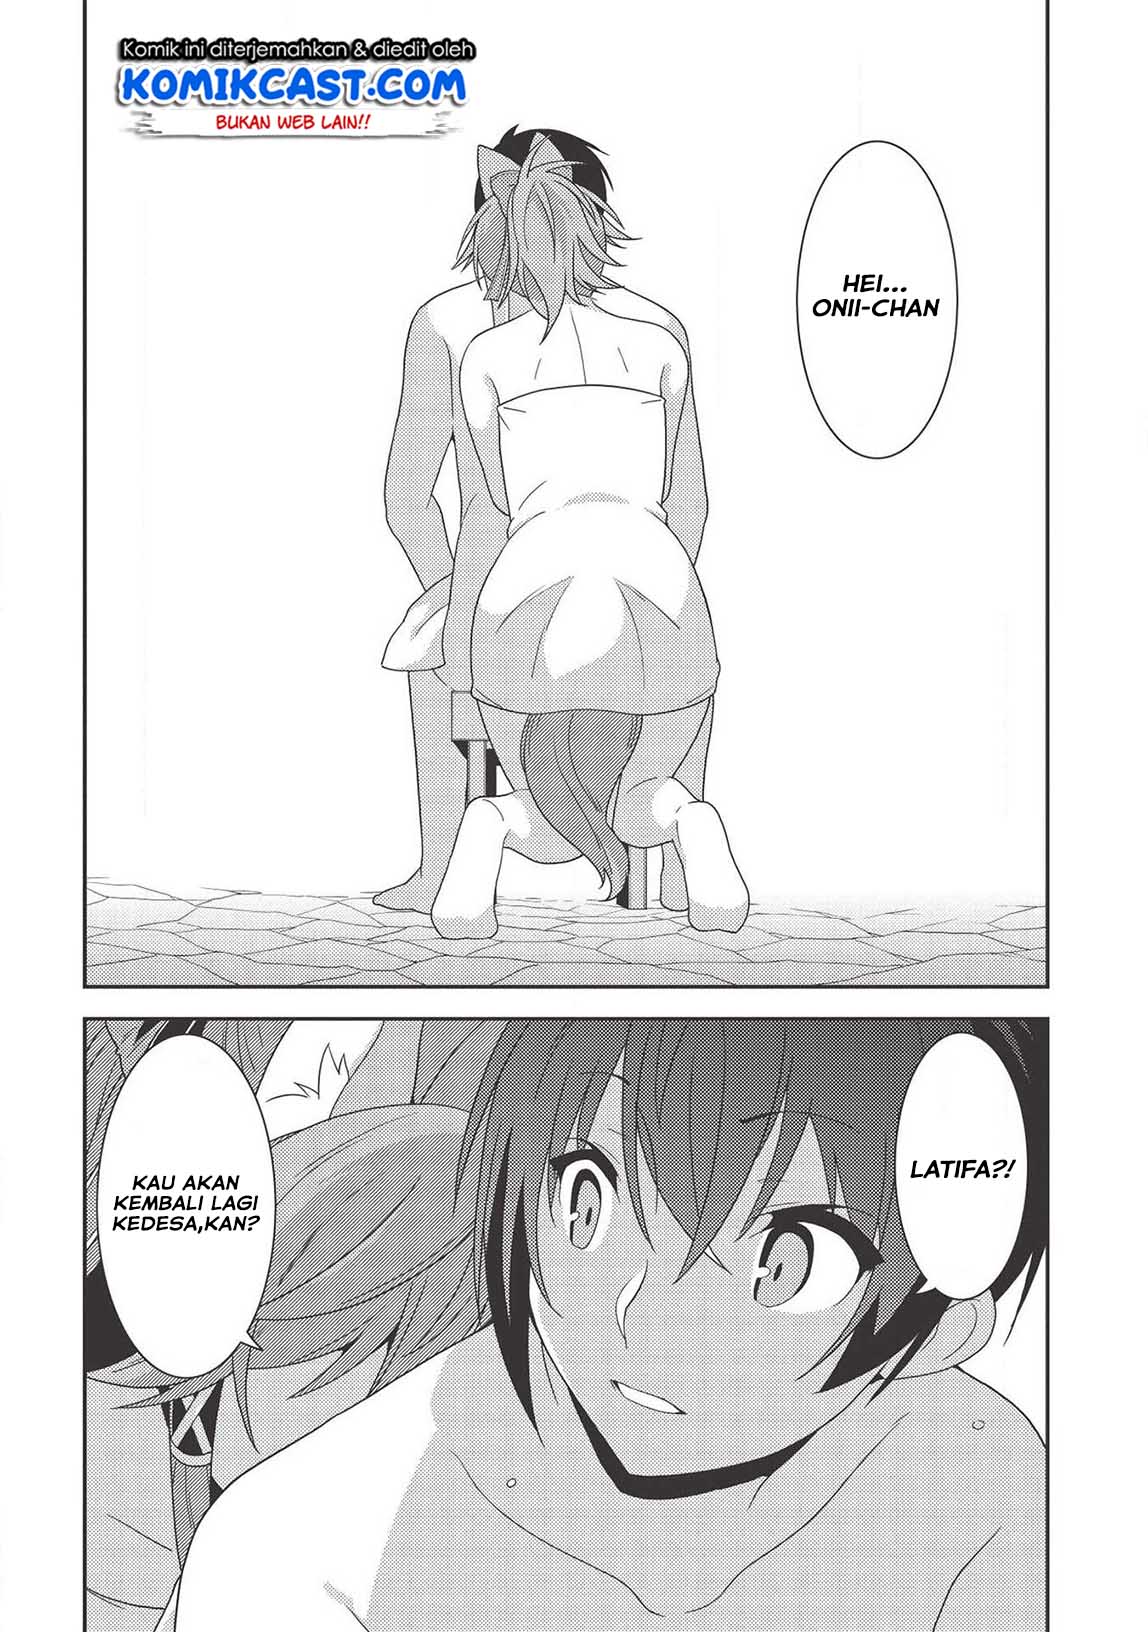 Komik ini diterjemahkan & diedit oleh
KOMIKCAST.COM
BUKAN WEB LAIN!!
HEI...
ONII-CHAN
LATIFA?!
KAU AKAN
KEMBALI LAGI
KEDESA,KAN?